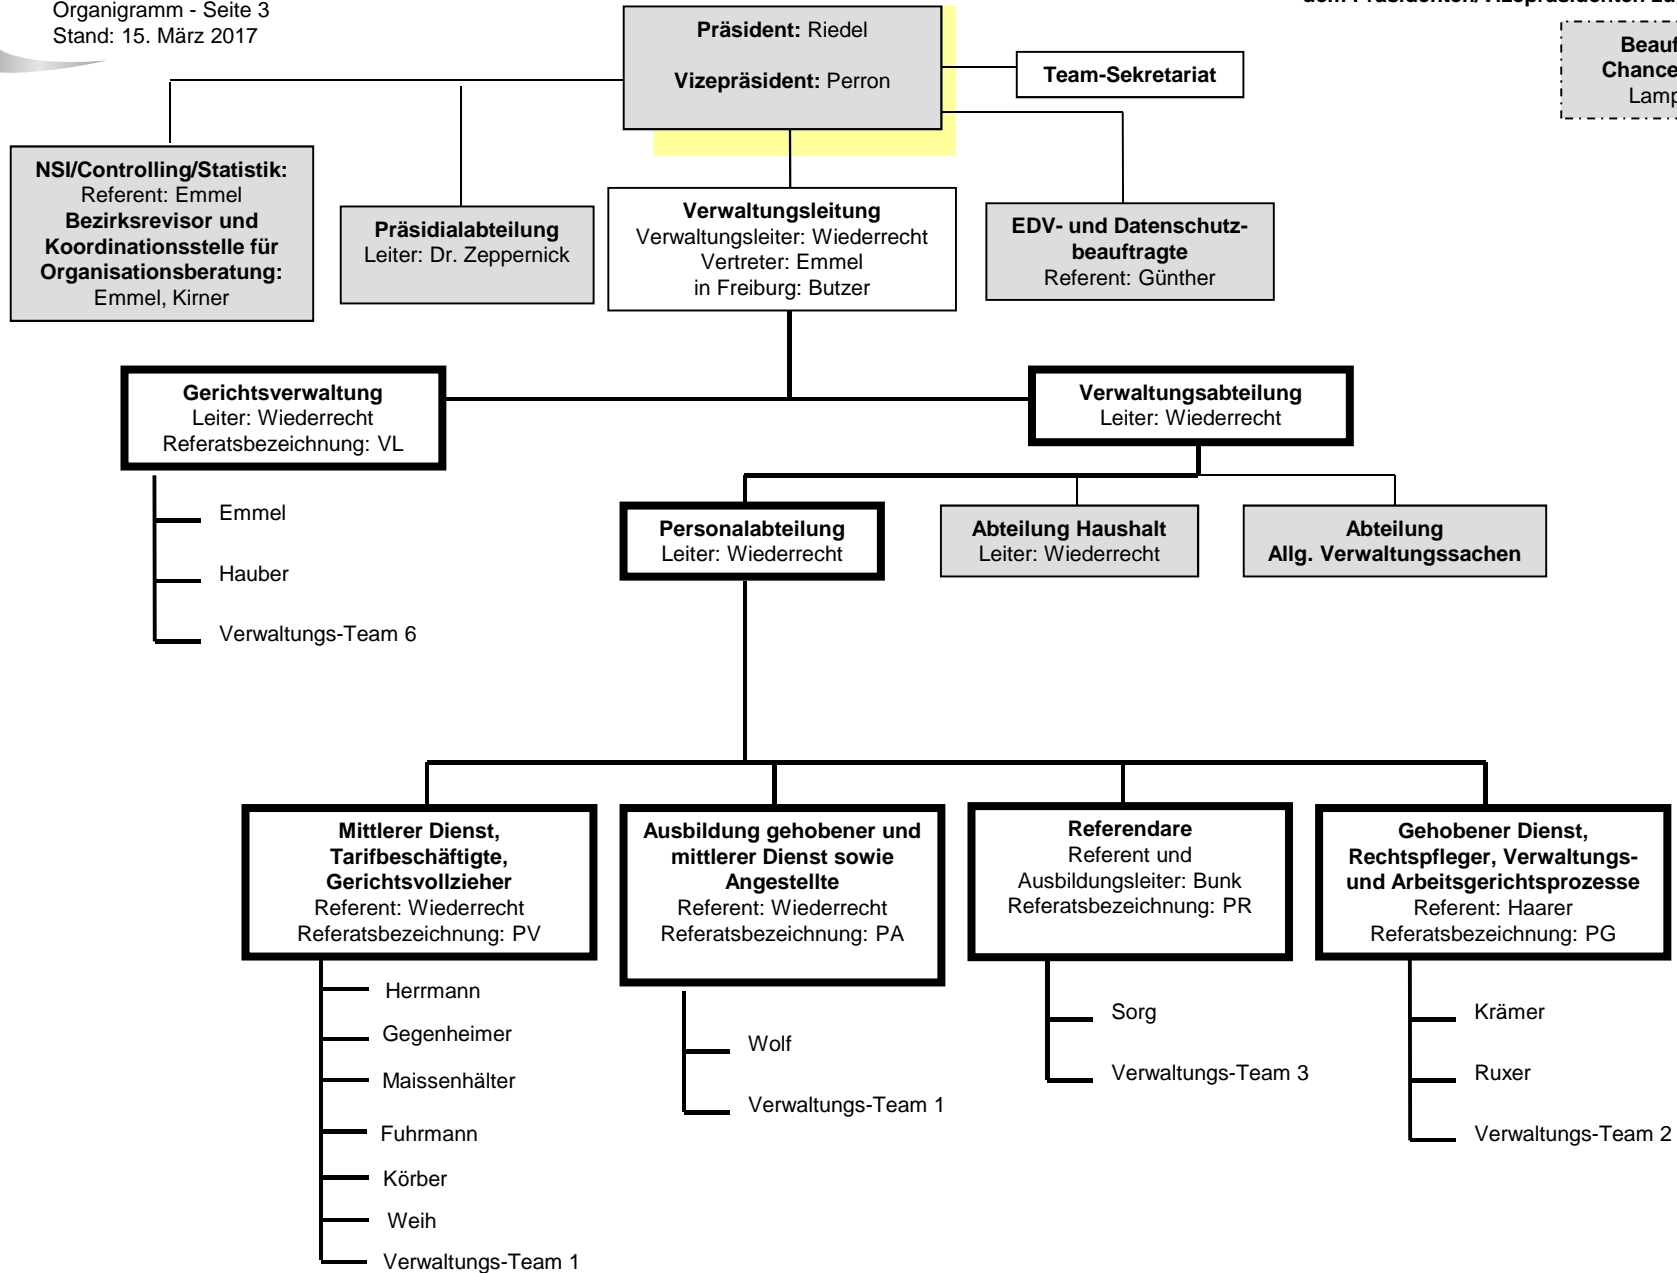 Organigramm - Seite 3
Stand: 15. März 2017
Präsident: Riedel
Vizepräsident: Perron
Team-Sekretariat
NSI/Controlling/Statistik:
Referent: Emmel
Bezirksrevisor und
Koordinationsstelle für
Organisationsberatung:
Emmel, Kirner
Präsidialabteilung
Leiter: Dr. Zeppernick
Verwaltungsleitung
Verwaltungsleiter: Wiederrecht
Vertreter: Emmel
in Freiburg: Butzer
EDV- und Datenschutz-
beauftragte
Referent: Günther
Gerichtsverwaltung
Leiter: Wiederrecht
Referatsbezeichnung: VL
Emmel
Hauber
Verwaltungs-Team 6
Verwaltungsabteilung
Leiter: Wiederrecht
Personalabteilung
Leiter: Wiederrecht
Abteilung Haushalt
Leiter: Wiederrecht
Abteilung
Allg. Verwaltungssachen
Mittlerer Dienst,
Tarifbeschäftigte,
Gerichtsvollzieher
Referent: Wiederrecht
Referatsbezeichnung: PV
Herrmann
Gegenheimer
Maissenhälter
Fuhrmann
Körber
Weih
Verwaltungs-Team 1
Ausbildung gehobener und
mittlerer Dienst sowie
Angestellte
Referent: Wiederrecht
Referatsbezeichnung: PA
Wolf
Verwaltungs-Team 1
Referendare
Referent und
Ausbildungsleiter: Bunk
Referatsbezeichnung: PR
Sorg
Verwaltungs-Team 3
Gehobener Dienst,
Rechtspfleger, Verwaltungs-
und Arbeitsgerichtsprozesse
Referent: Haarer
Referatsbezeichnung: PG
Krämer
Ruxer
Verwaltungs-Team 2